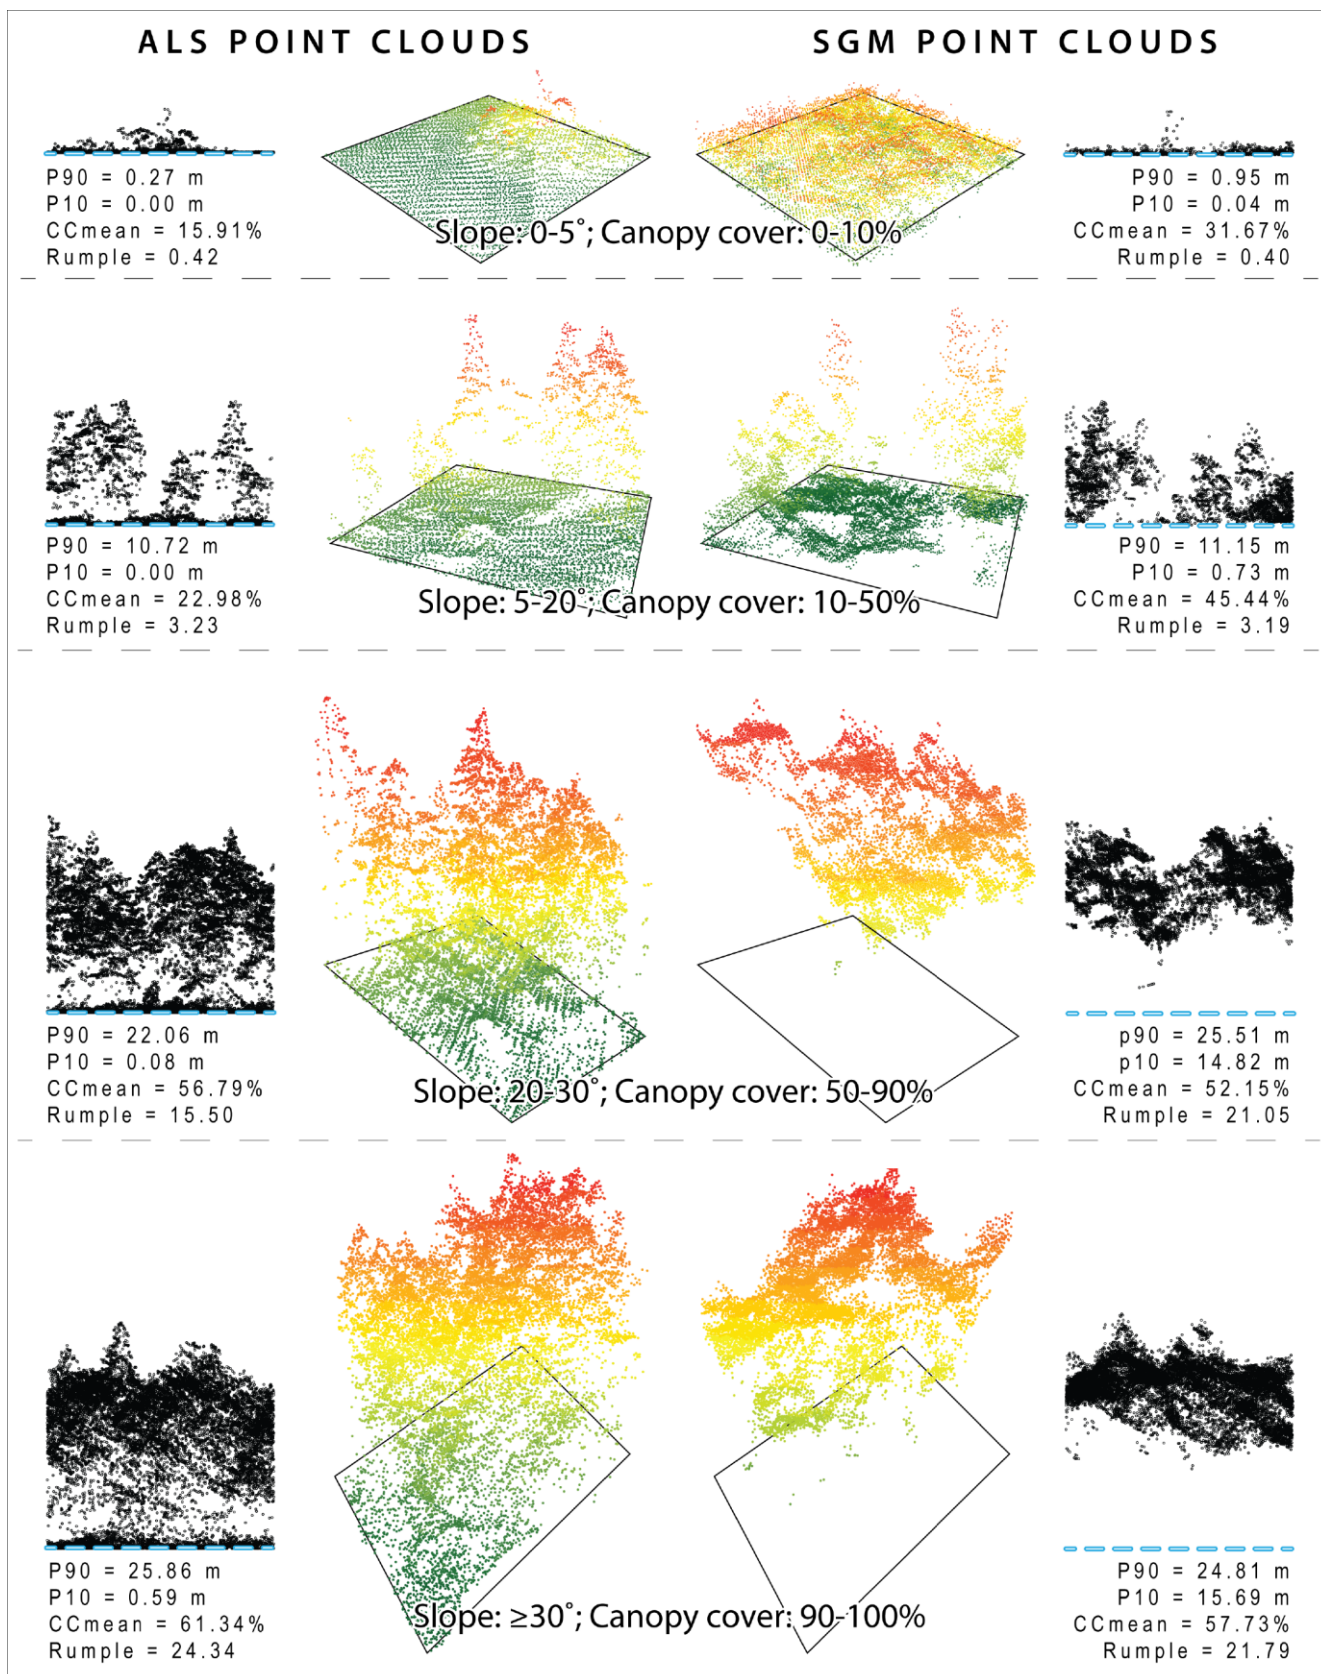 ALS POINT CLOUDS
SGM POINT CLOUDS
P90 = 0.27 m
P10 = 0.00 m
CCmean = 15.91%
Rumple = 0.42
Slope: 0-5°; Canopy cover: 0-10%
P90 = 0.95 m
P10 = 0.04 m
CCmean = 31.67%
Rumple = 0.40
P90 = 10.72 m
P10 = 0.00 m
CCmean = 22.98%
Rumple = 3.23
Slope: 5-20°; Canopy cover: 10-50%
P90 = 11.15 m
P10 = 0.73 m
CCmean = 45.44%
Rumple = 3.19
P90 = 22.06 m
P10 = 0.08 m
CCmean = 56.79%
Rumple = 15.50
Slope: 20-30°; Canopy cover: 50-90%
p90 = 25.51 m
p10 = 14.82 m
CCmean = 52.15%
Rumple = 21.05
P90 = 25.86 m
P10 = 0.59 m
CCmean = 61.34%
Rumple = 24.34
Slope: ≥30°; Canopy cover: 90-100%
P90 = 24.81 m
P10 = 15.69 m
CCmean = 57.73%
Rumple = 21.79